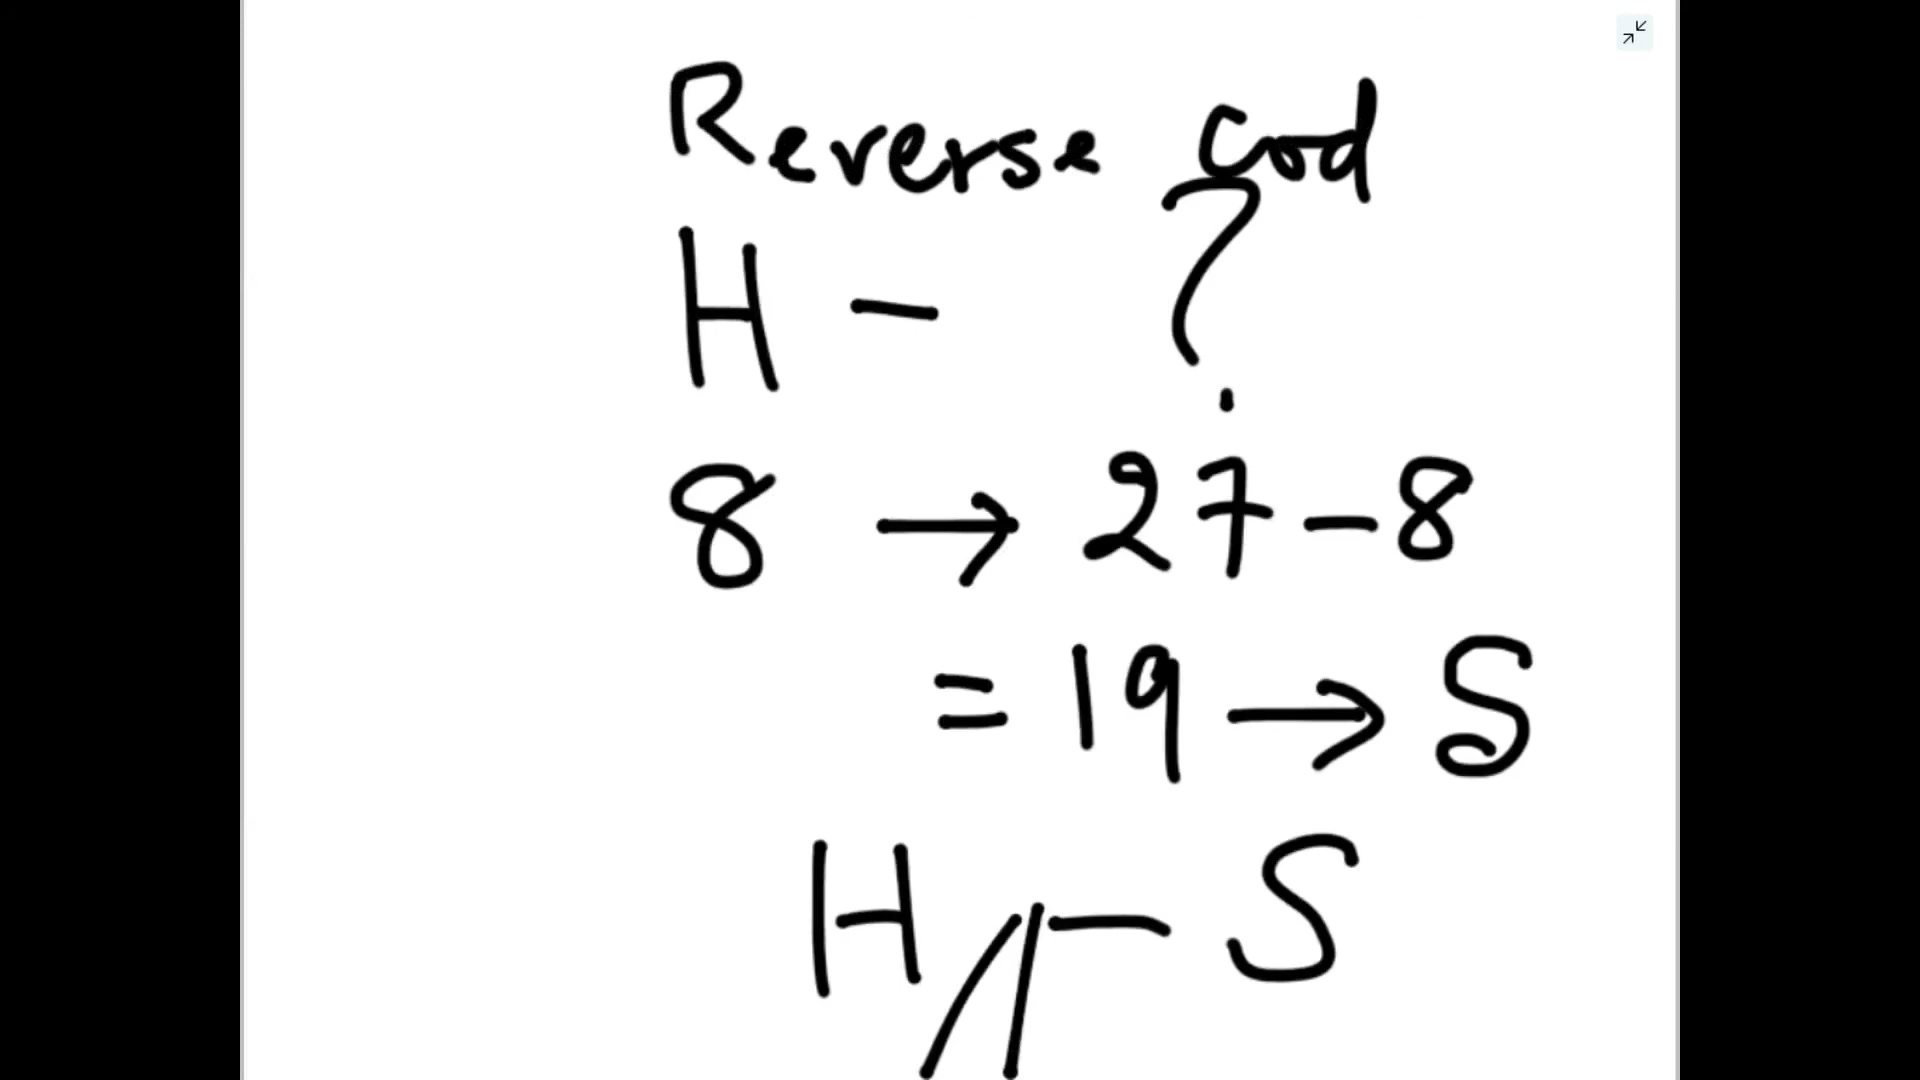 Reverse cod
H - ?
8 → 27-8
= 19 → S
H - S